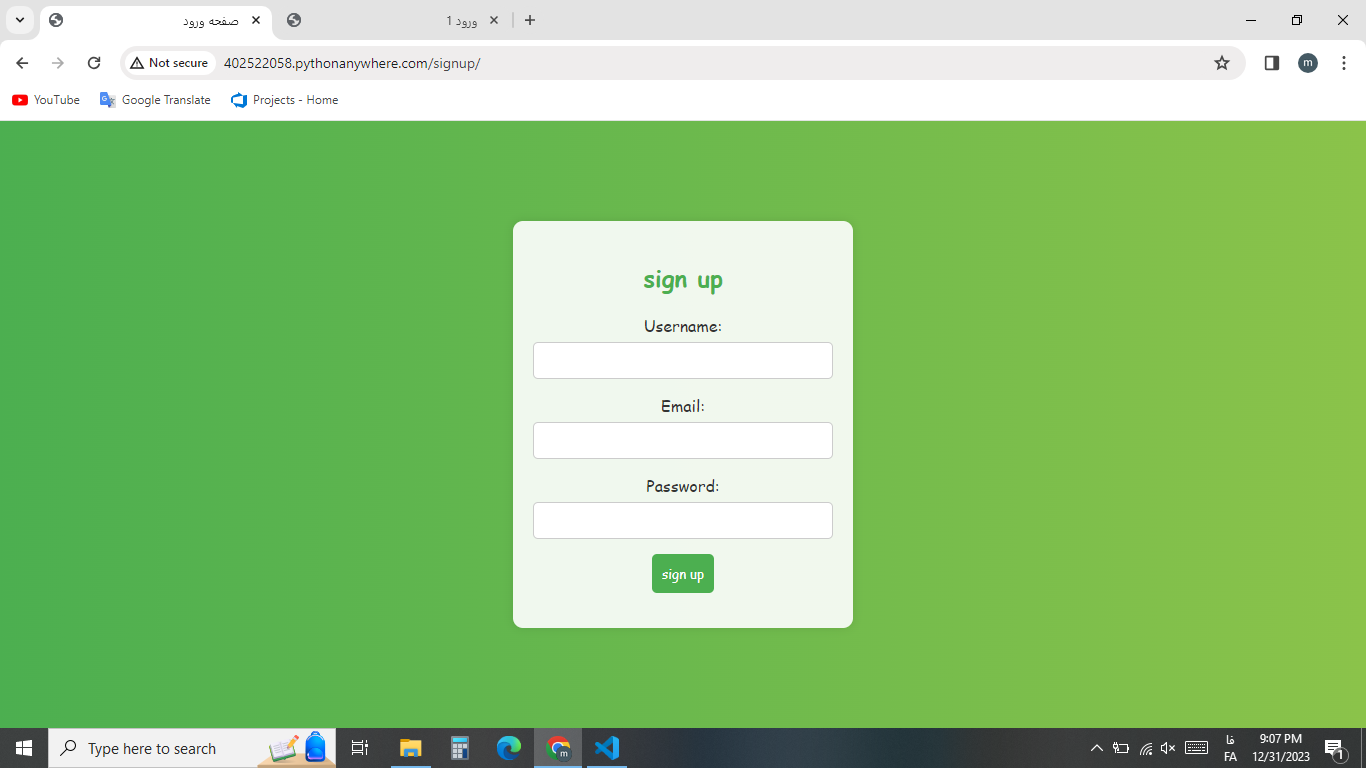 صفحه ورود
ورود 1
Not secure
402522058.pythonanywhere.com/signup/
m
YouTube
Google Translate
Projects - Home
sign up
Username:
Email:
Password:
sign up
Type here to search
m
فا
FA
9:07 PM
12/31/2023
1